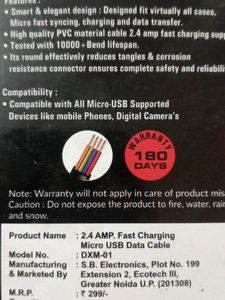 Features :
• Smart & elegant design : Designed fit virtually all cases,
Micro fast syncing, charging and data transfer.
• High quality PVC material cable 2.4 amp fast charging sup
• Tested with 10000+ Bend lifespan.
• Its round effectively reduces tangles & corrosion
resistance connector ensures complete safety and reliabili
Compatibility :
• Compatible with All Micro-USB Supported
Devices like mobile Phones, Digital Camera's
WARRANTY
180
DAYS
Note: Warranty will not apply in care of product mis
Caution : Do not expose the product to fire, water, rain
and snow.
Product Name : 2.4 AMP. Fast Charging
Micro USB Data Cable
Model No. : DXM-01
Manufacturing : S.B. Electronics, Plot No. 199
& Marketed By Extension 2, Ecotech III,
Greater Noida U.P. (201308)
M.R.P. : ₹ 299/-